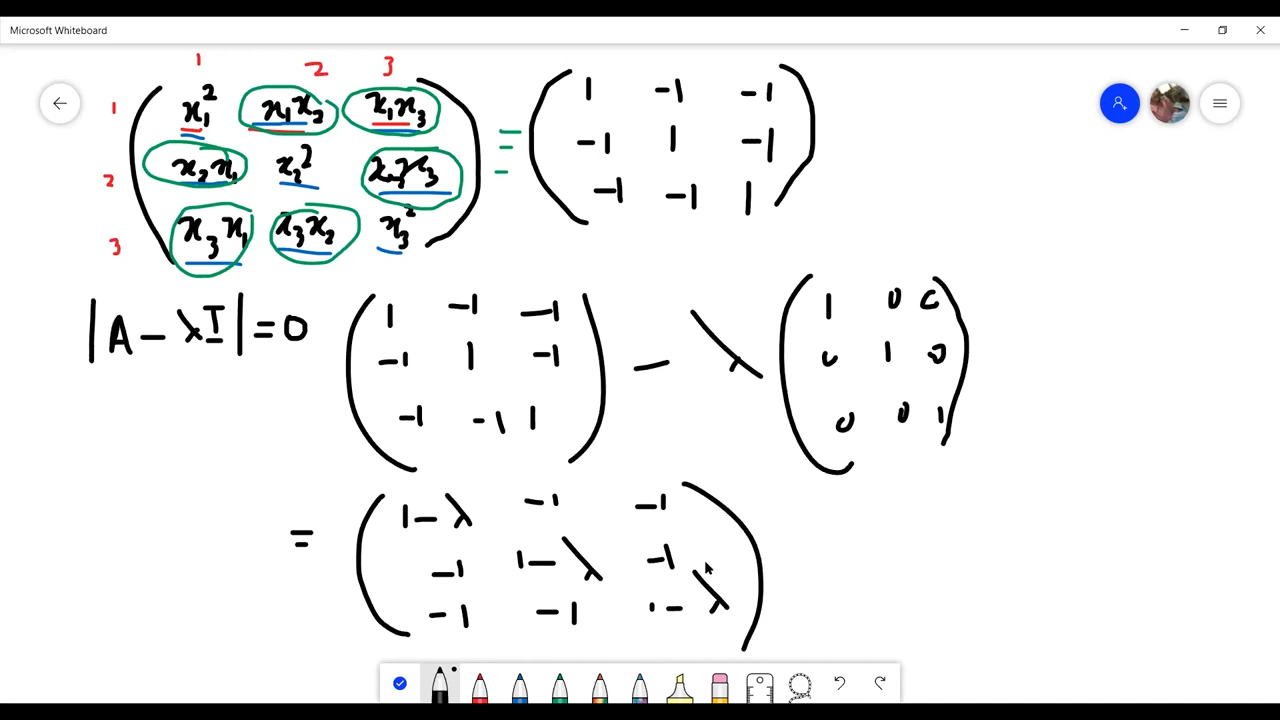 Microsoft Whiteboard
1 2 3
1 x₁² x₁x₂ x₁x₃ 1 -1 -1
2 x₂x₁ x₂² x₂x₃ = -1 1 -1
3 x₃x₁ x₃x₂ x₃² -1 -1 1
|A - λI| = 0
1 -1 -1 1 0 0
-1 1 -1 - λ 0 1 0
-1 -1 1 0 0 1
1-λ -1 -1
= -1 1-λ -1
-1 -1 1-λ